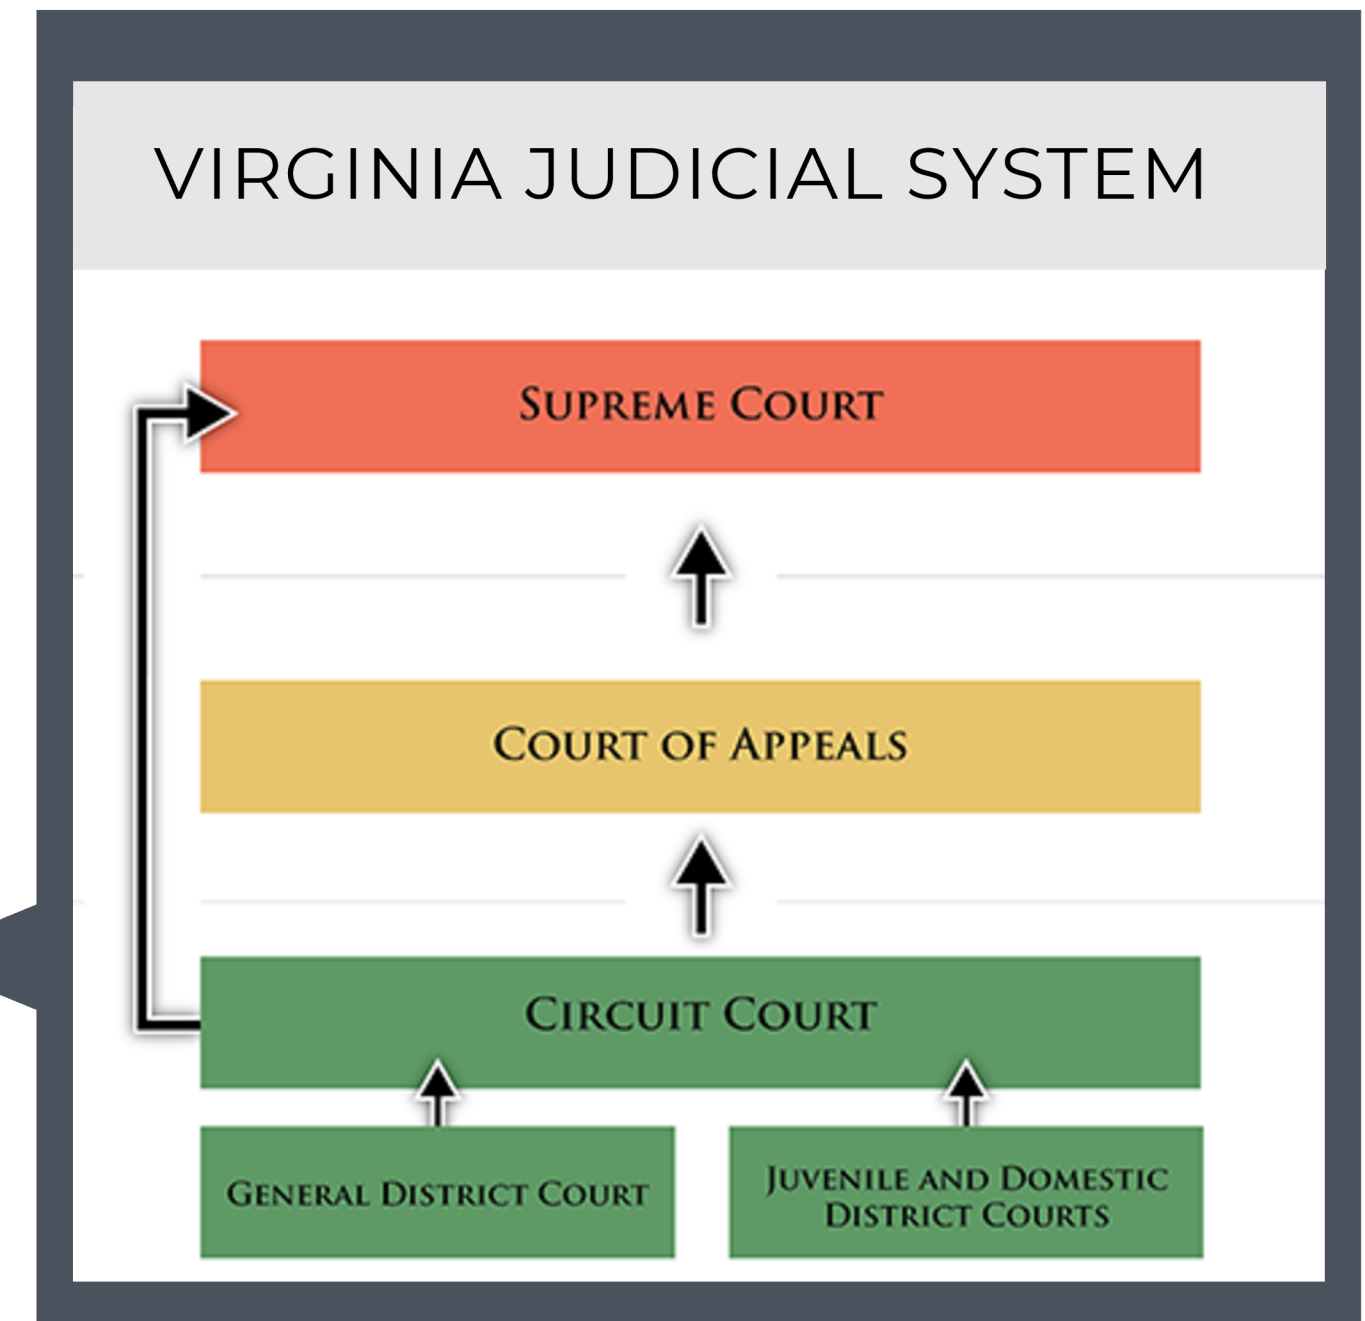 VIRGINIA JUDICIAL SYSTEM
SUPREME COURT
COURT OF APPEALS
CIRCUIT COURT
GENERAL DISTRICT COURT
JUVENILE AND DOMESTIC
DISTRICT COURTS